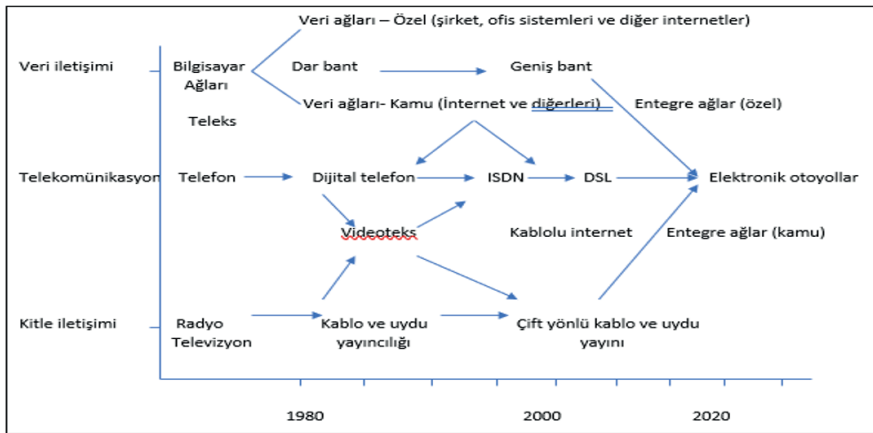 Veri ağları – Özel (şirket, ofis sistemleri ve diğer internetler)
Veri iletişimi
Bilgisayar
Ağları
Dar bant
Geniş bant
Veri ağları- Kamu (İnternet ve diğerleri)
Entegre ağlar (özel)
Teleks
Telekomünikasyon
Telefon
Dijital telefon
ISDN
DSL
Elektronik otoyollar
Videoteks
Kablolu internet
Entegre ağlar (kamu)
Kitle iletişimi
Radyo
Televizyon
Kablo ve uydu
yayıncılığı
Çift yönlü kablo ve uydu
yayını
1980
2000
2020